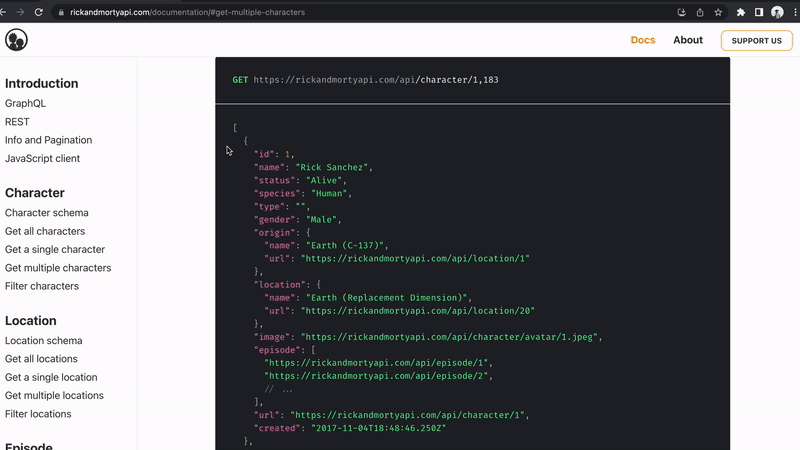 rickandmortyapi.com/documentation/#get-multiple-characters
Docs
About
SUPPORT US
Introduction
GraphQL
REST
Info and Pagination
JavaScript client
Character
Character schema
Get all characters
Get a single character
Get multiple characters
Filter characters
Location
Location schema
Get all locations
Get a single location
Get multiple locations
Filter locations
Episode
GET https://rickandmortyapi.com/api/character/1,183
[
{
"id": 1,
"name": "Rick Sanchez",
"status": "Alive",
"species": "Human",
"type": "",
"gender": "Male",
"origin": {
"name": "Earth (C-137)",
"url": "https://rickandmortyapi.com/api/location/1"
},
"location": {
"name": "Earth (Replacement Dimension)",
"url": "https://rickandmortyapi.com/api/location/20"
},
"image": "https://rickandmortyapi.com/api/character/avatar/1.jpeg",
"episode": [
"https://rickandmortyapi.com/api/episode/1",
"https://rickandmortyapi.com/api/episode/2",
// ...
],
"url": "https://rickandmortyapi.com/api/character/1",
"created": "2017-11-04T18:48:46.250Z"
},